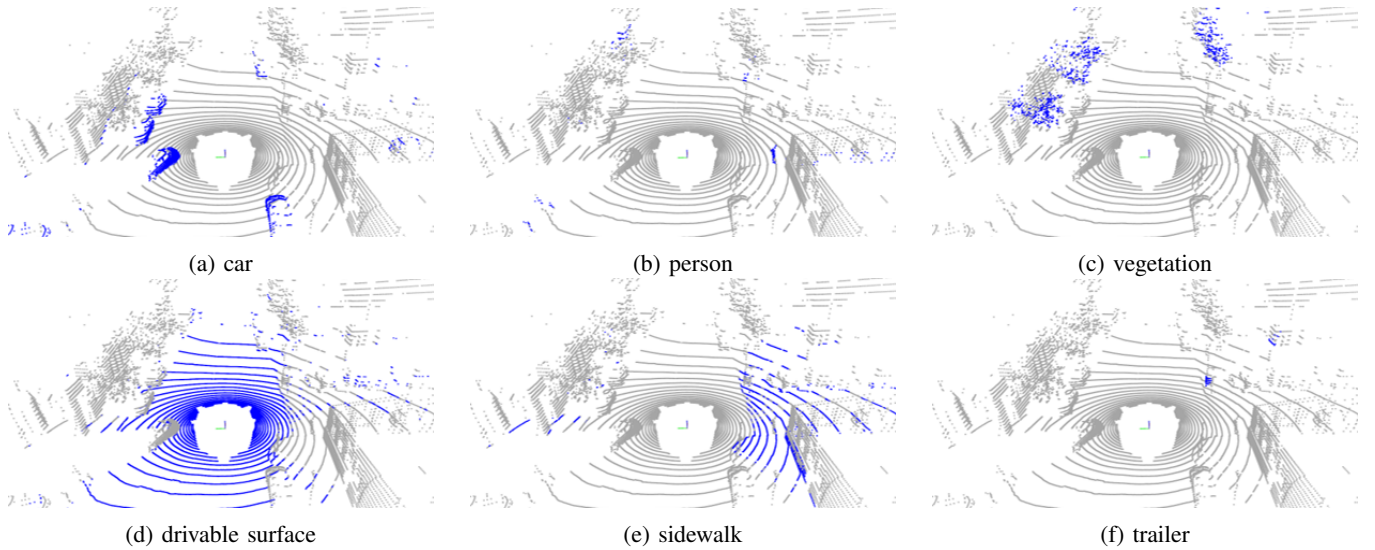 (a) car
(b) person
(c) vegetation
(d) drivable surface
(e) sidewalk
(f) trailer